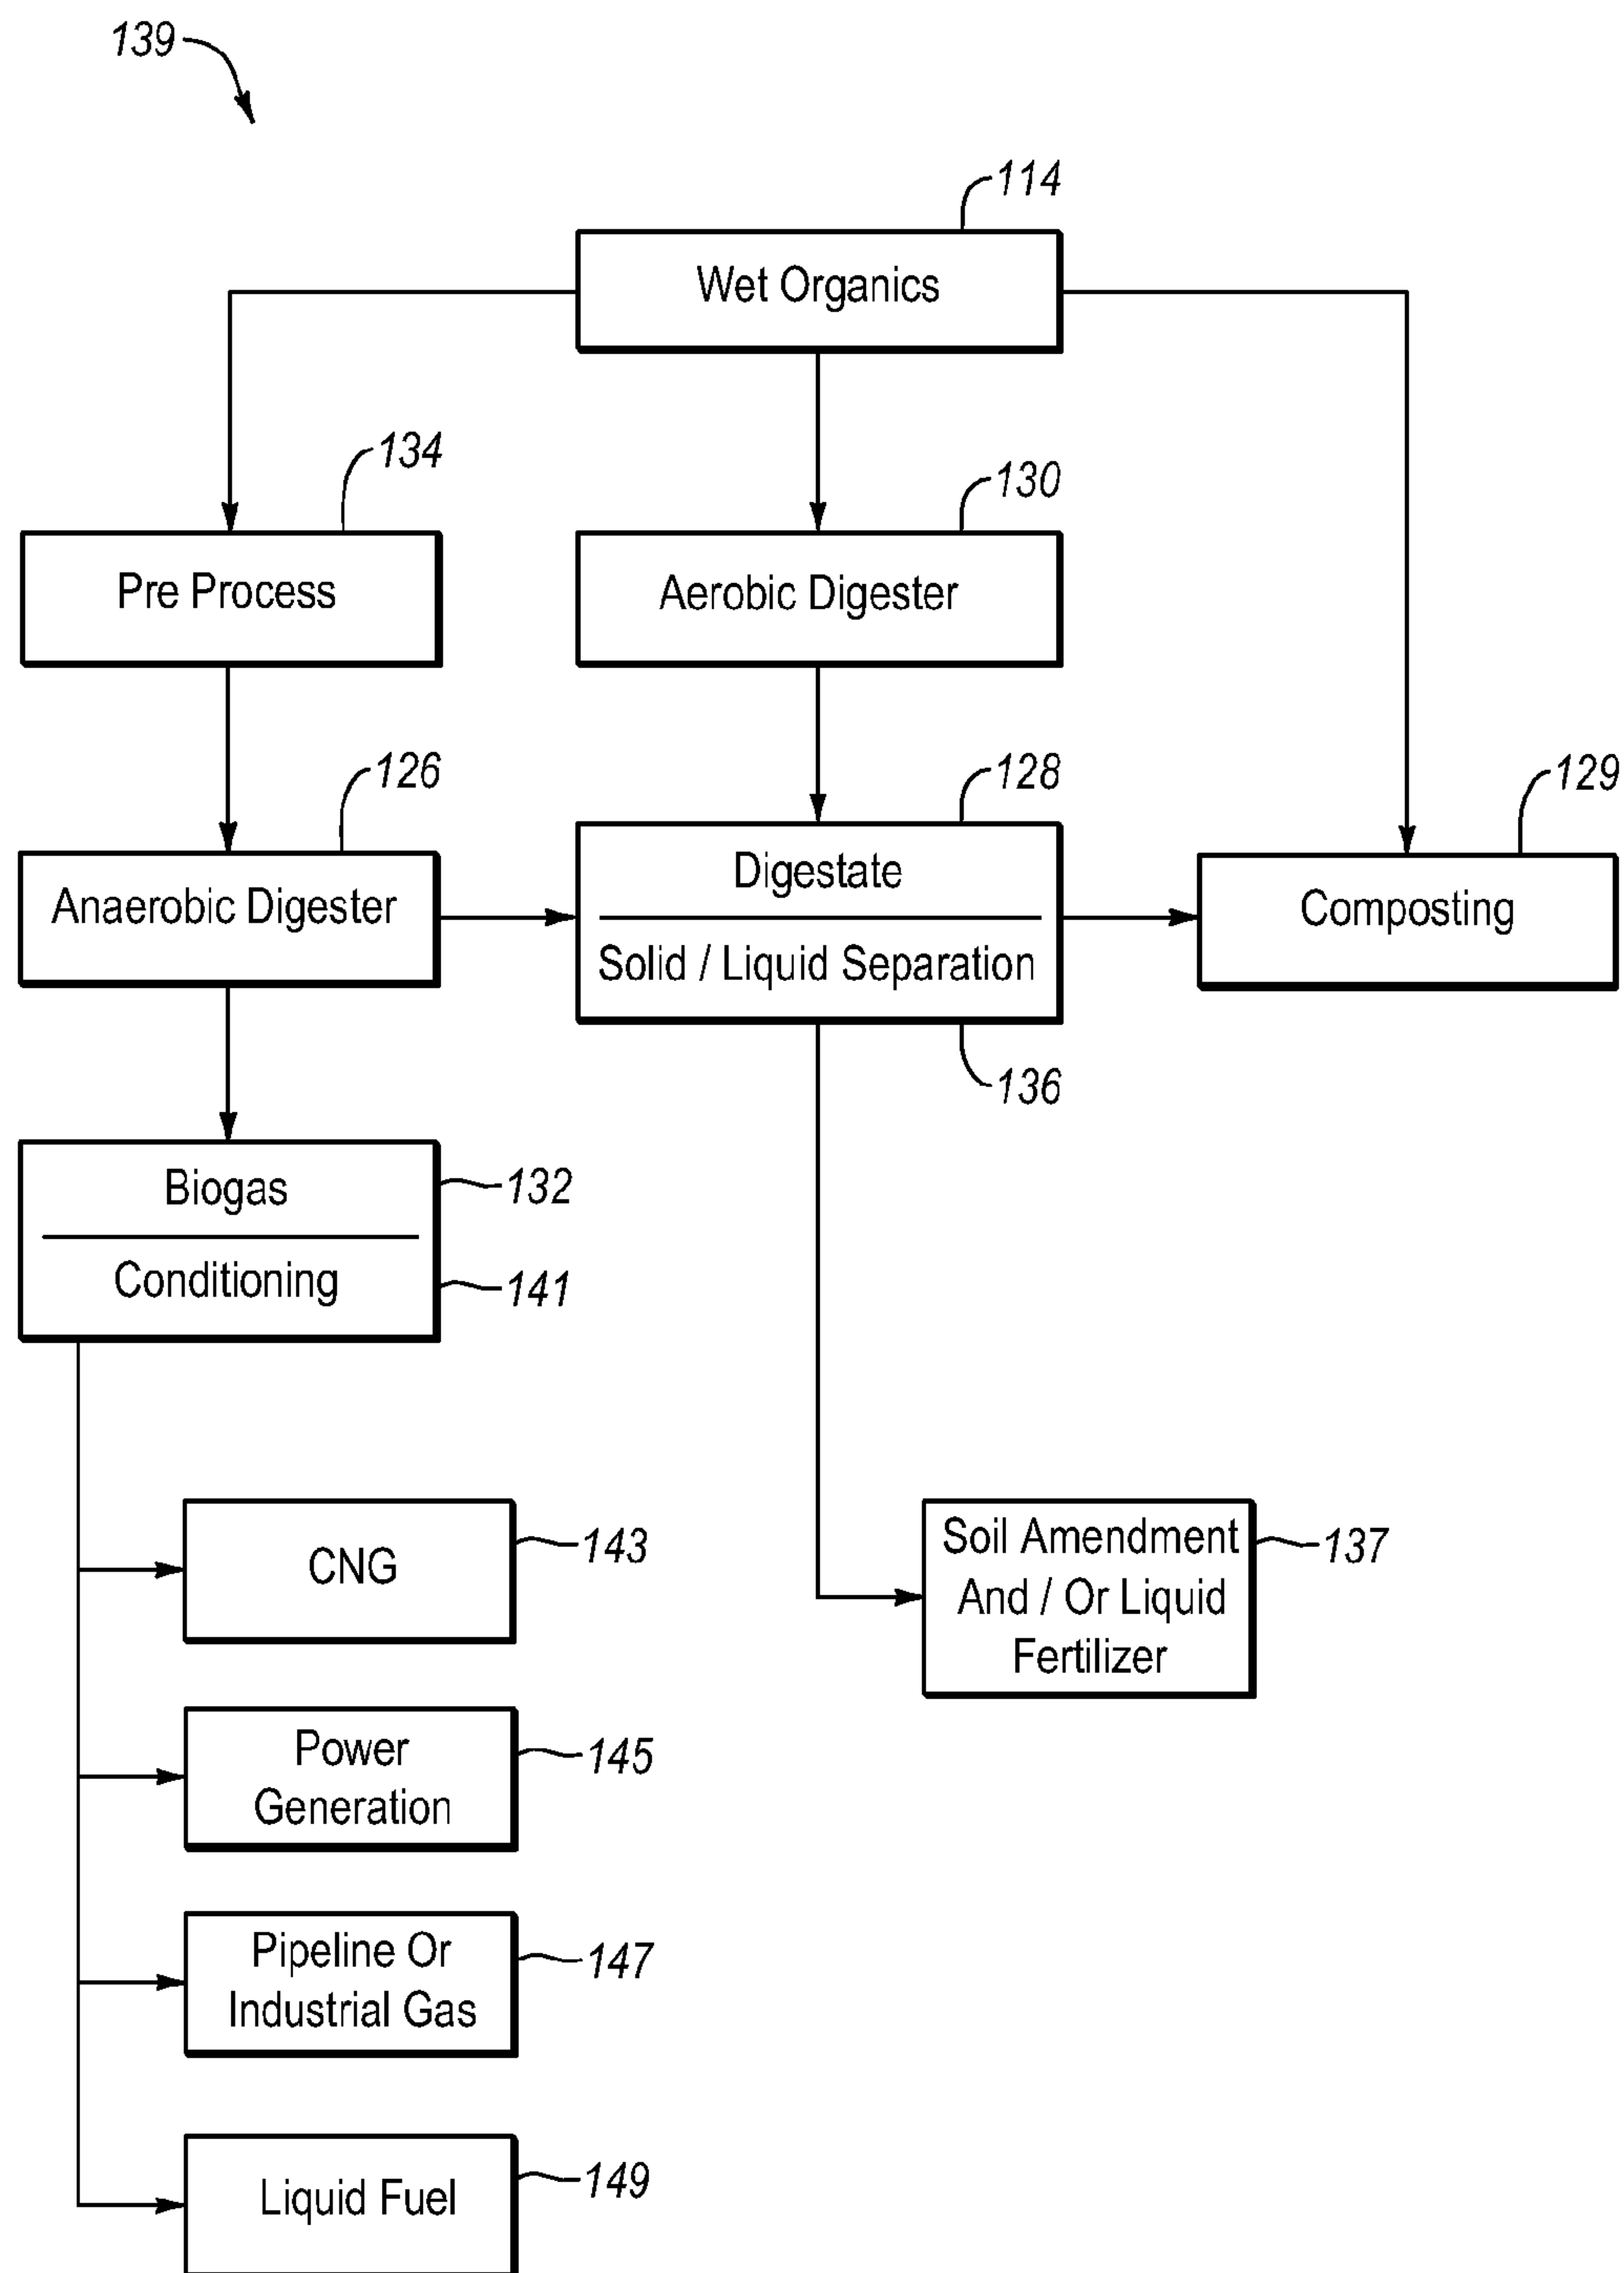 139
114
Wet Organics
134
130
Pre Process
Aerobic Digester
126
128
129
Anaerobic Digester
Digestate
Solid / Liquid Separation
Composting
136
Biogas
132
Conditioning
141
CNG
143
Soil Amendment
And / Or Liquid
Fertilizer
137
Power
Generation
145
Pipeline Or
Industrial Gas
147
Liquid Fuel
149